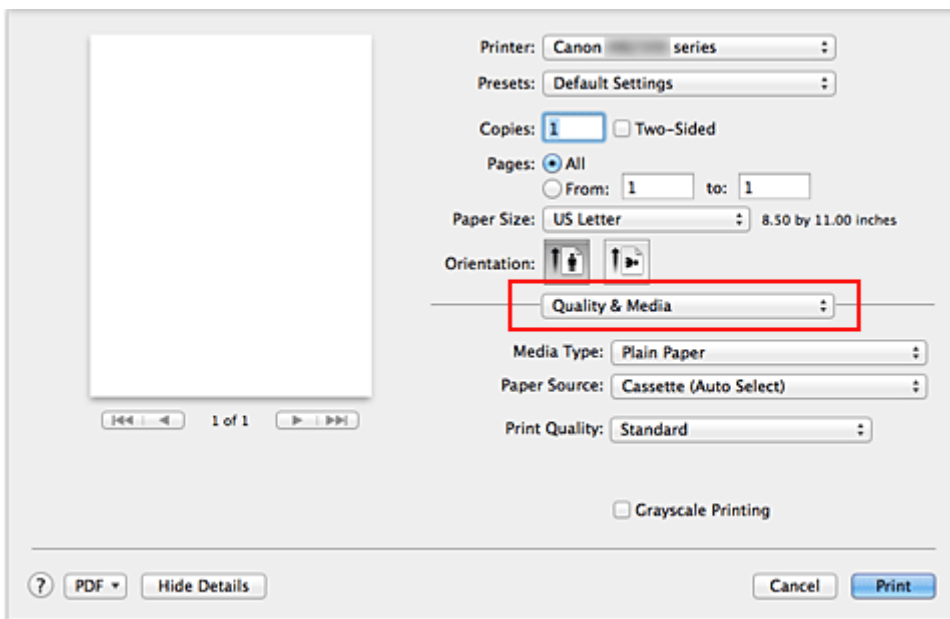 Printer: Canon series
Presets: Default Settings
Copies: 1 Two-Sided
Pages: All
From: 1 to: 1
Paper Size: US Letter 8.50 by 11.00 inches
Orientation:
Quality & Media
Media Type: Plain Paper
Paper Source: Cassette (Auto Select)
1 of 1
Print Quality: Standard
Grayscale Printing
? PDF Hide Details Cancel Print